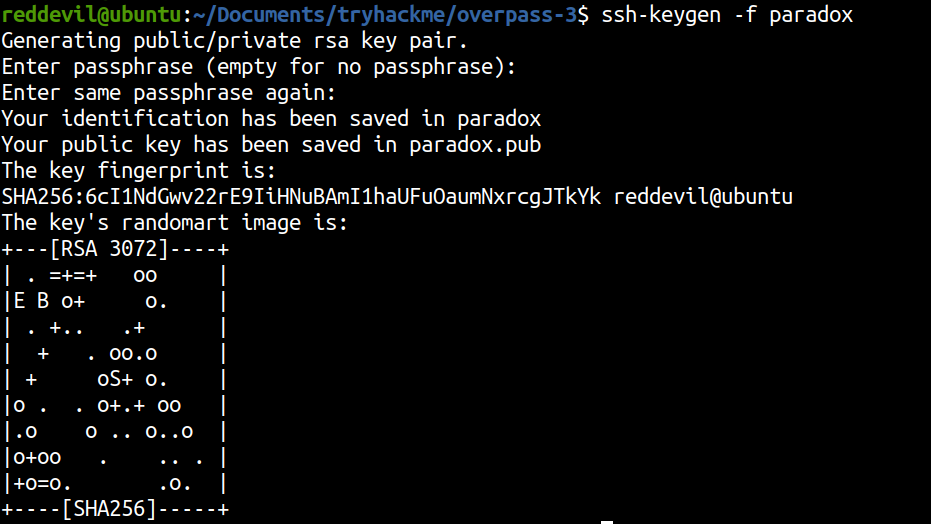 reddevil@ubuntu:~/Documents/tryhackme/overpass-3$ ssh-keygen -f paradox
Generating public/private rsa key pair.
Enter passphrase (empty for no passphrase):
Enter same passphrase again:
Your identification has been saved in paradox
Your public key has been saved in paradox.pub
The key fingerprint is:
SHA256:6cI1NdGwv22rE9IiHNuBAmI1haUFuOaumNxrcgJTkYk reddevil@ubuntu
The key's randomart image is:
+---[RSA 3072]----+
| . =+=+   oo     |
|E B o+     o.    |
| . +..   .+      |
|  +   . oo.o     |
| +     oS+ o.    |
|o .  . o+.+ oo   |
|.o    o .. o..o  |
|o+oo   .    .. . |
|+o=o.       .o.  |
+----[SHA256]-----+